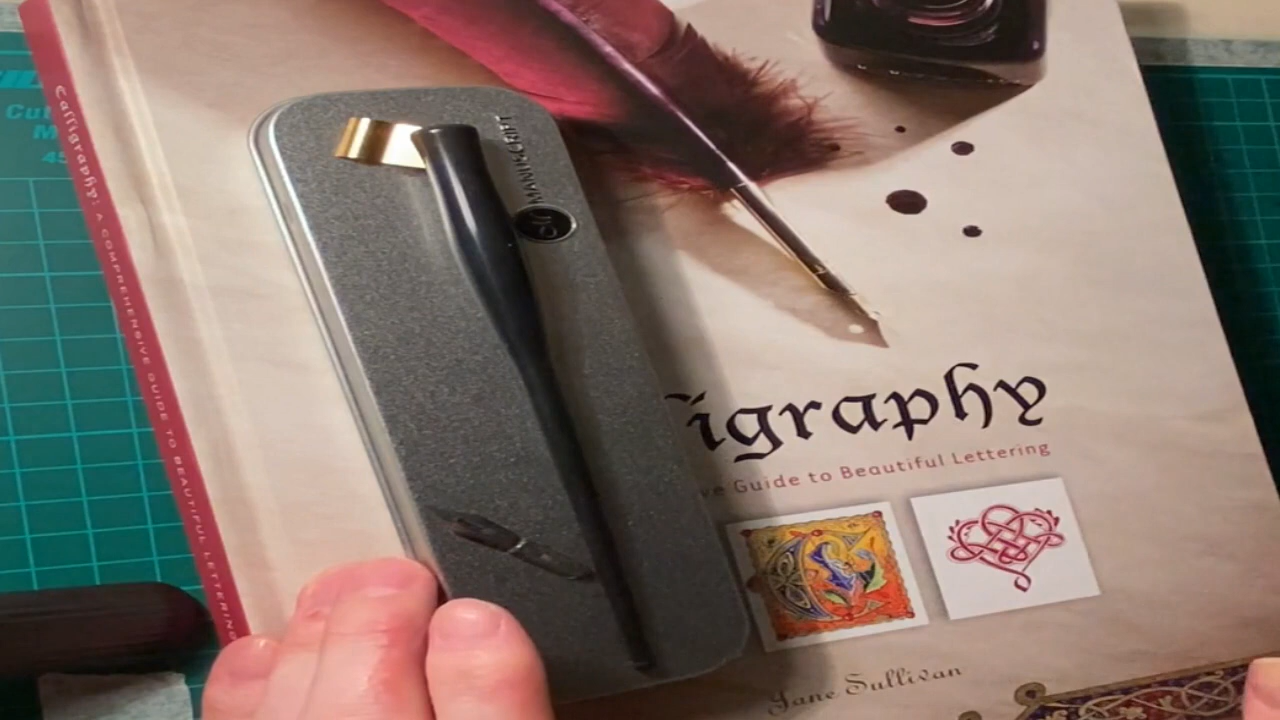 Calligraphy: A COMPREHENSIVE GUIDE TO BEAUTIFUL LETTERING
MANUSCRIPT
igraphy
ve Guide to Beautiful Lettering
Jane Sullivan